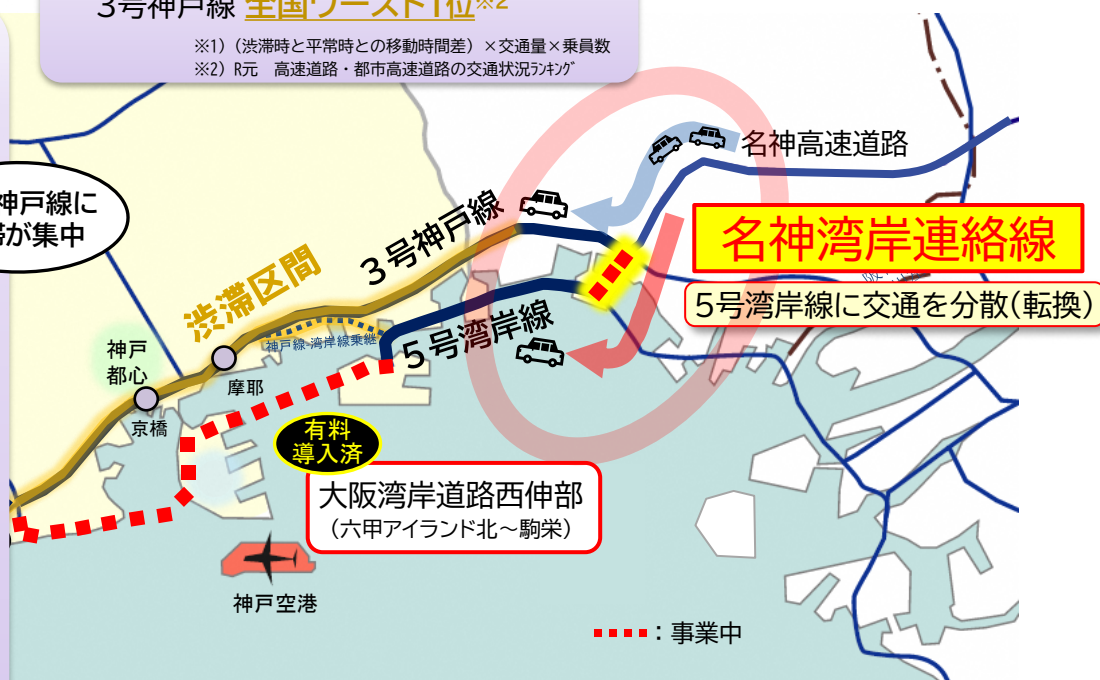 3号神戸線 全国ワースト1位※2
※1）（渋滞時と平常時との移動時間差）×交通量×乗員数
※2）R元　高速道路・都市高速道路の交通状況ﾗﾝｷﾝｸﾞ
神戸線に
が集中
名神高速道路
3号神戸線
名神湾岸連絡線
5号湾岸線に交通を分散（転換）
渋滞区間
神戸線-湾岸線乗継
5号湾岸線
神戸
都心
摩耶
京橋
有料
導入済
大阪湾岸道路西伸部
（六甲アイランド北～駒栄）
神戸空港
：事業中